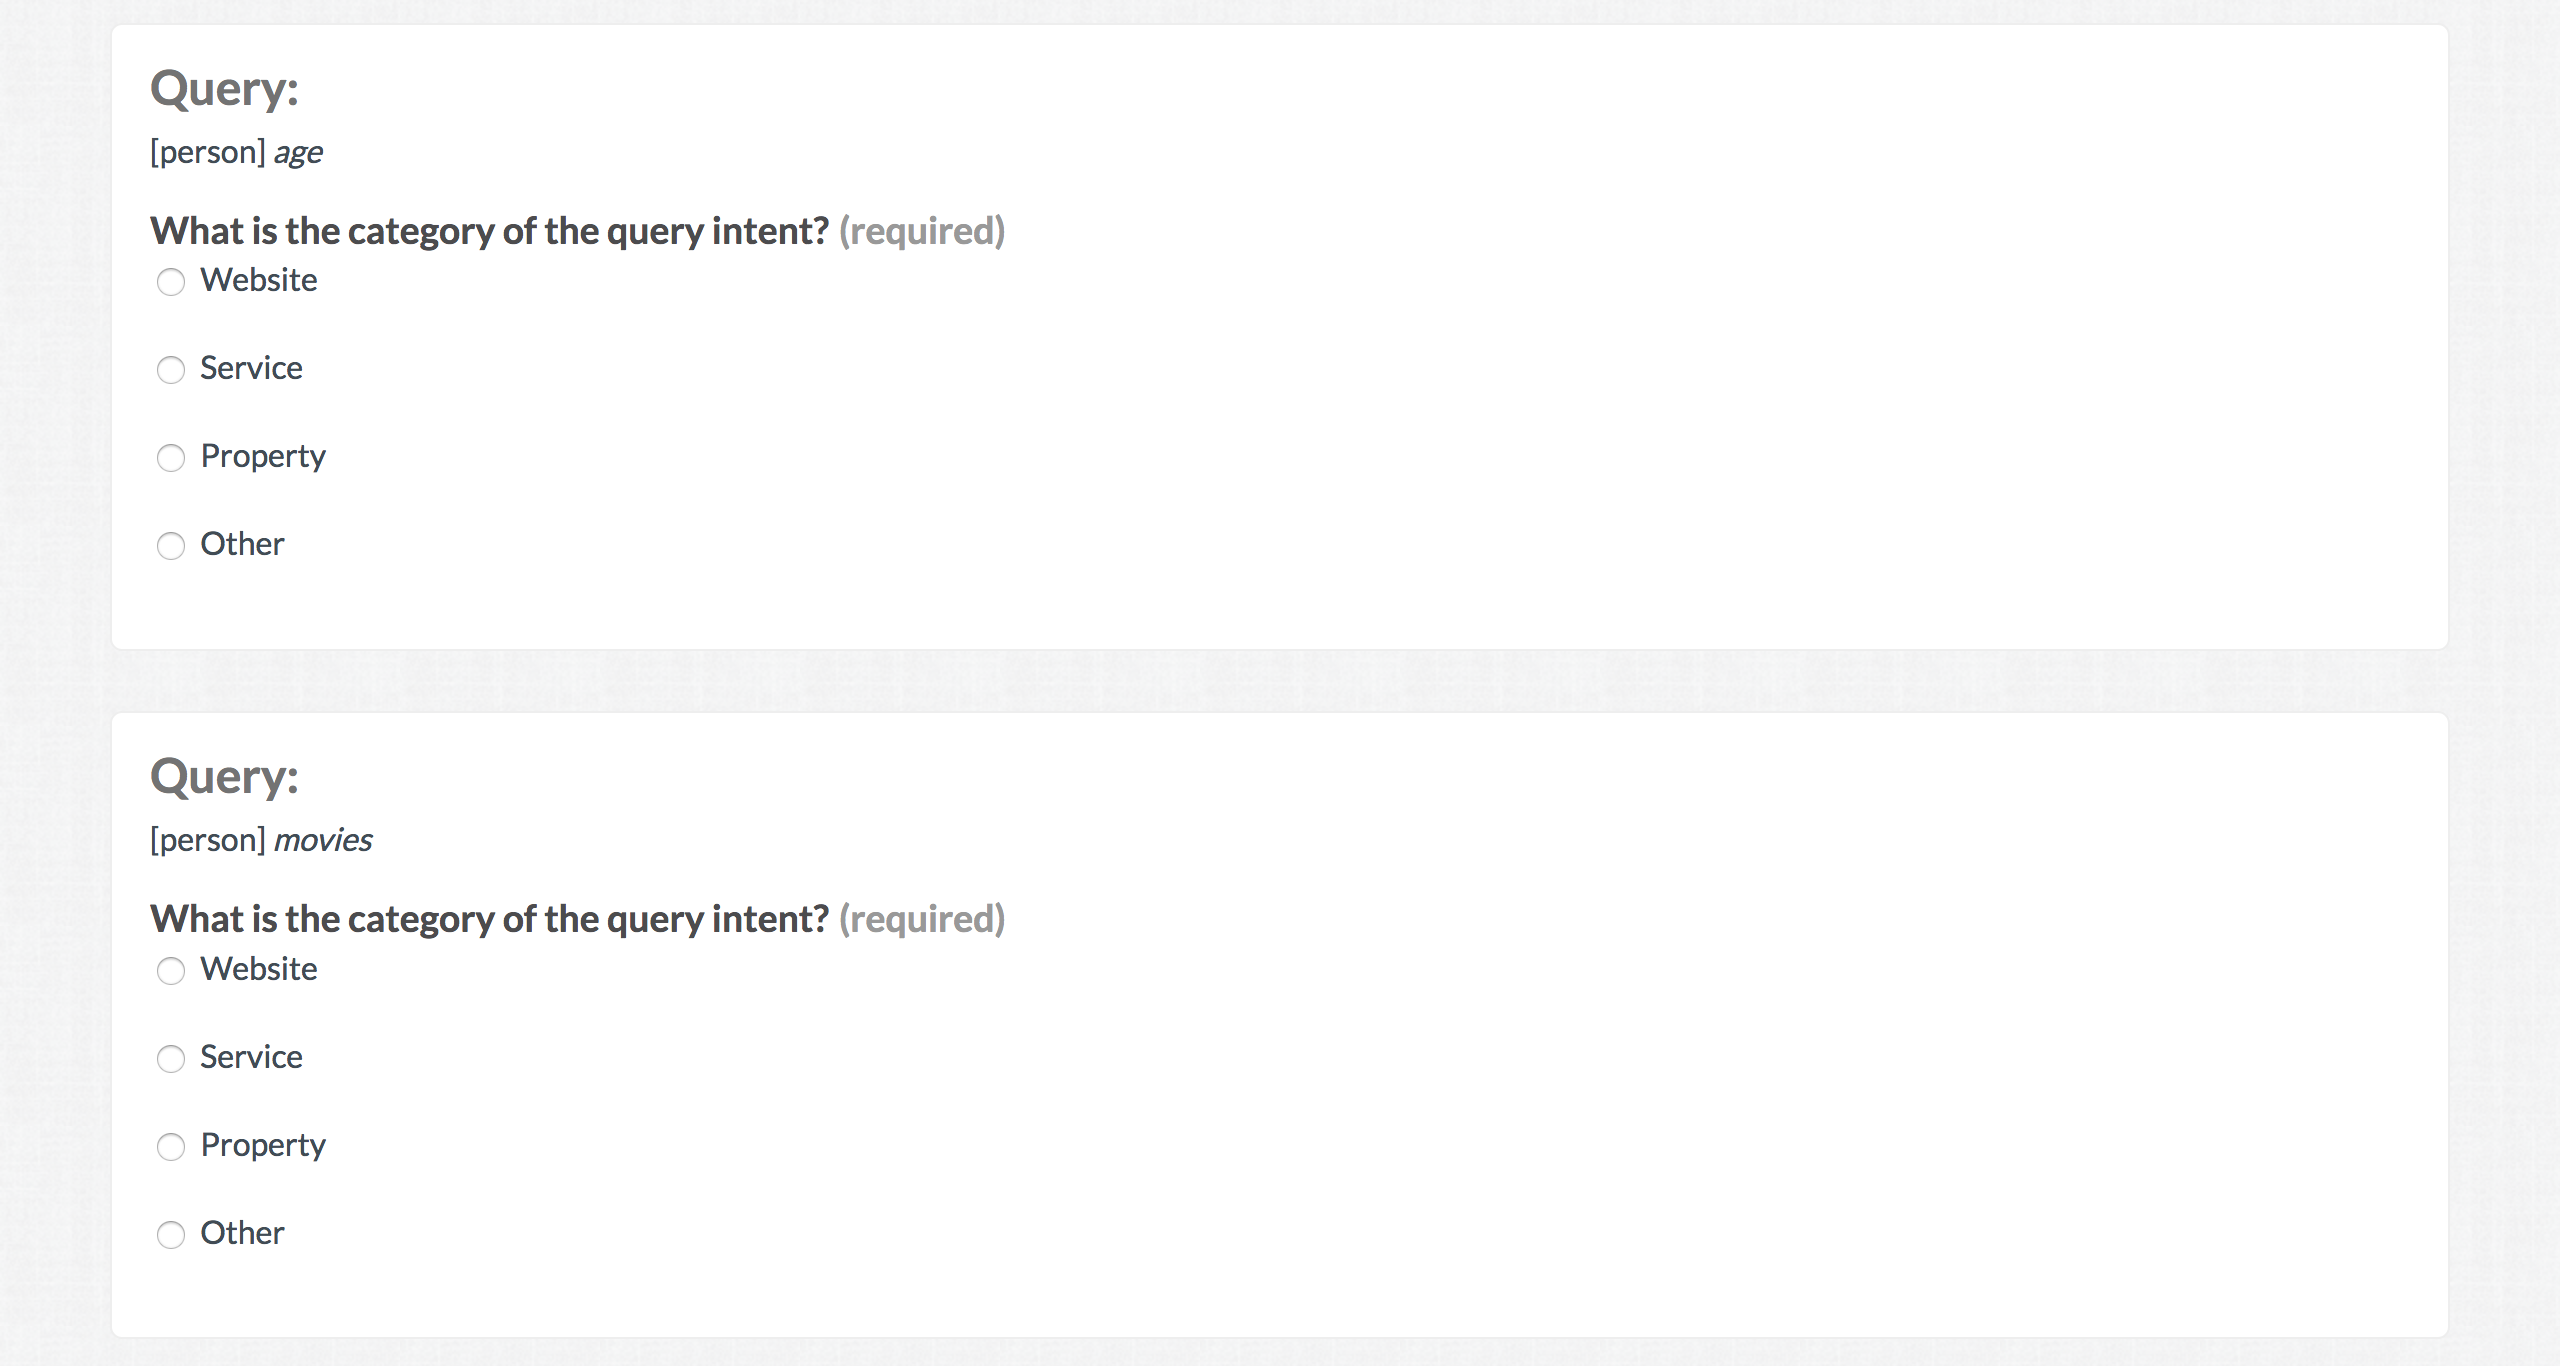 Query:
[person] age
What is the category of the query intent? (required)
Website
Service
Property
Other
Query:
[person] movies
What is the category of the query intent? (required)
Website
Service
Property
Other